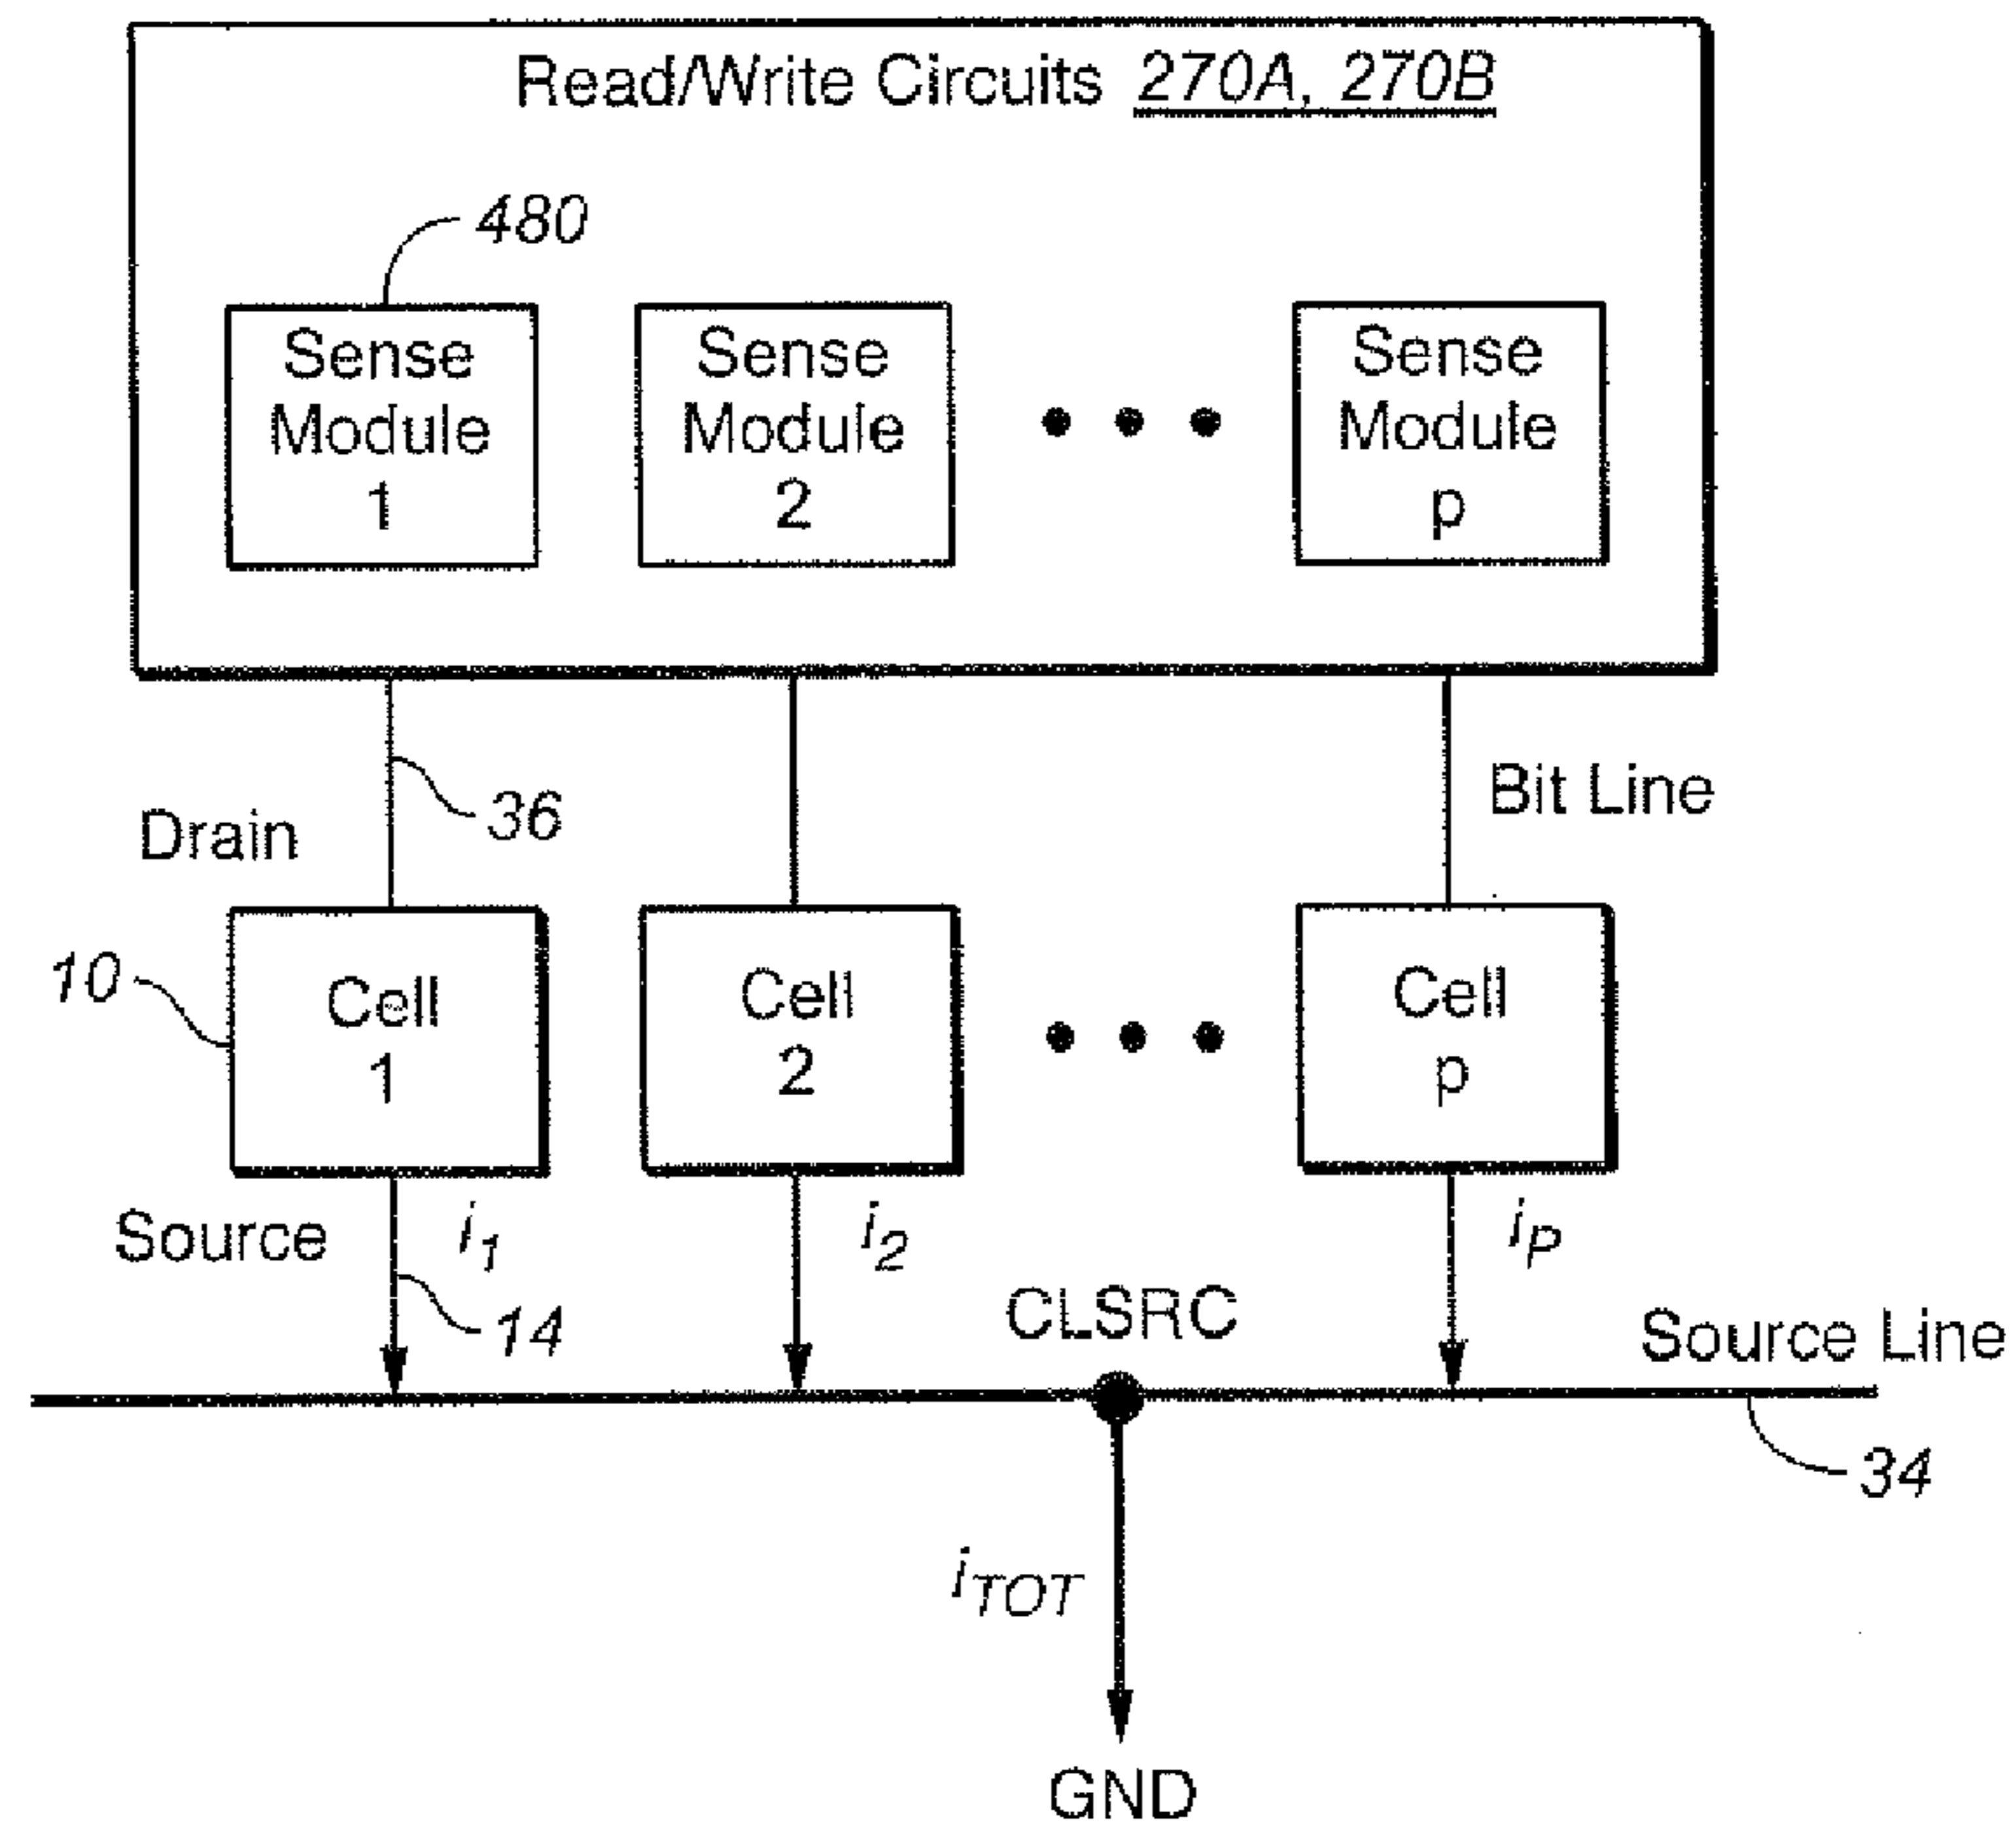 Read/Write Circuits 270A, 270B
480
Sense
Module
1
Sense
Module
2
Sense
Module
p
Drain
36
Bit Line
10
Cell
1
Cell
2
Cell
p
Source
i1
14
i2
CLSRC
iP
Source Line
34
iTOT
GND